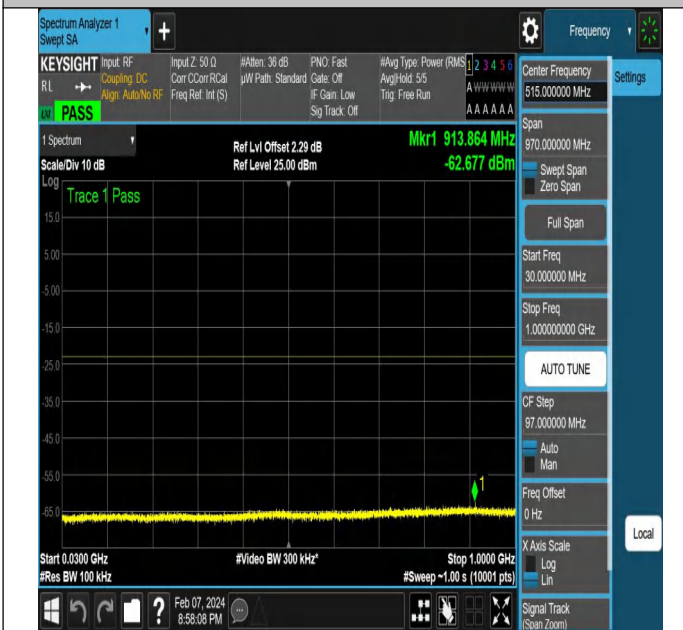 Spectrum Analyzer 1
Swept SA
Frequency
KEYSIGHT
RL
PASS
Input: RF
Coupling: DC
Align: Auto/No RF
Input Z: 50 Ω
Corr CCorr RCal
Freq Ref: Int (S)
#Atten: 36 dB
µW Path: Standard
PNO: Fast
Gate: Off
IF Gain: Low
Sig Track: Off
#Avg Type: Power (RMS
Avg|Hold: 5/5
Trig: Free Run
1 2 3 4 5 6
A W W W W W
A A A A A A
1 Spectrum
Scale/Div 10 dB
Ref Lvl Offset 2.29 dB
Ref Level 25.00 dBm
Mkr1 913.864 MHz
-62.677 dBm
Log
Trace 1 Pass
15.0
5.00
-5.00
-15.0
-25.0
-35.0
-45.0
-55.0
-65.0
1
Start 0.0300 GHz
#Res BW 100 kHz
#Video BW 300 kHz*
Stop 1.0000 GHz
#Sweep ~1.00 s (10001 pts)
Feb 07, 2024
8:58:08 PM
Center Frequency
515.000000 MHz
Settings
Span
970.000000 MHz
Swept Span
Zero Span
Full Span
Start Freq
30.000000 MHz
Stop Freq
1.000000000 GHz
AUTO TUNE
CF Step
97.000000 MHz
Auto
Man
Freq Offset
0 Hz
X Axis Scale
Log
Lin
Local
Signal Track
(Span Zoom)